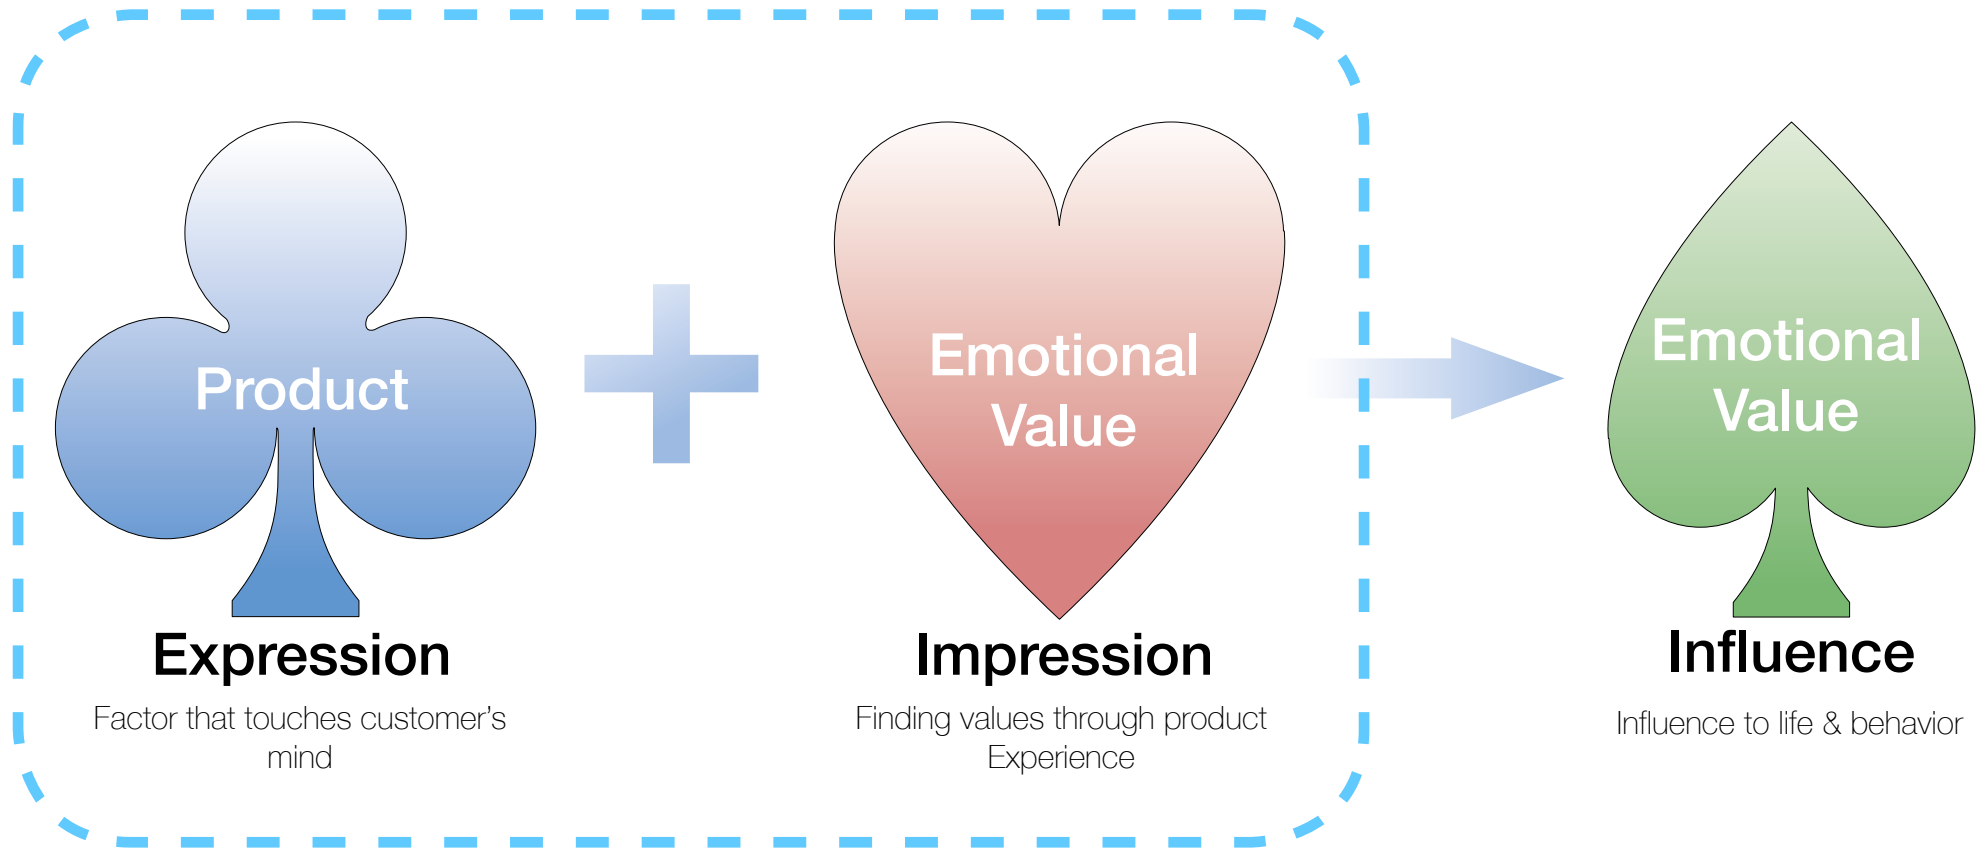 Product
Expression
Factor that touches customer's
mind
Emotional
Value
Impression
Finding values through product
Experience
Emotional
Value
Influence
Influence to life & behavior